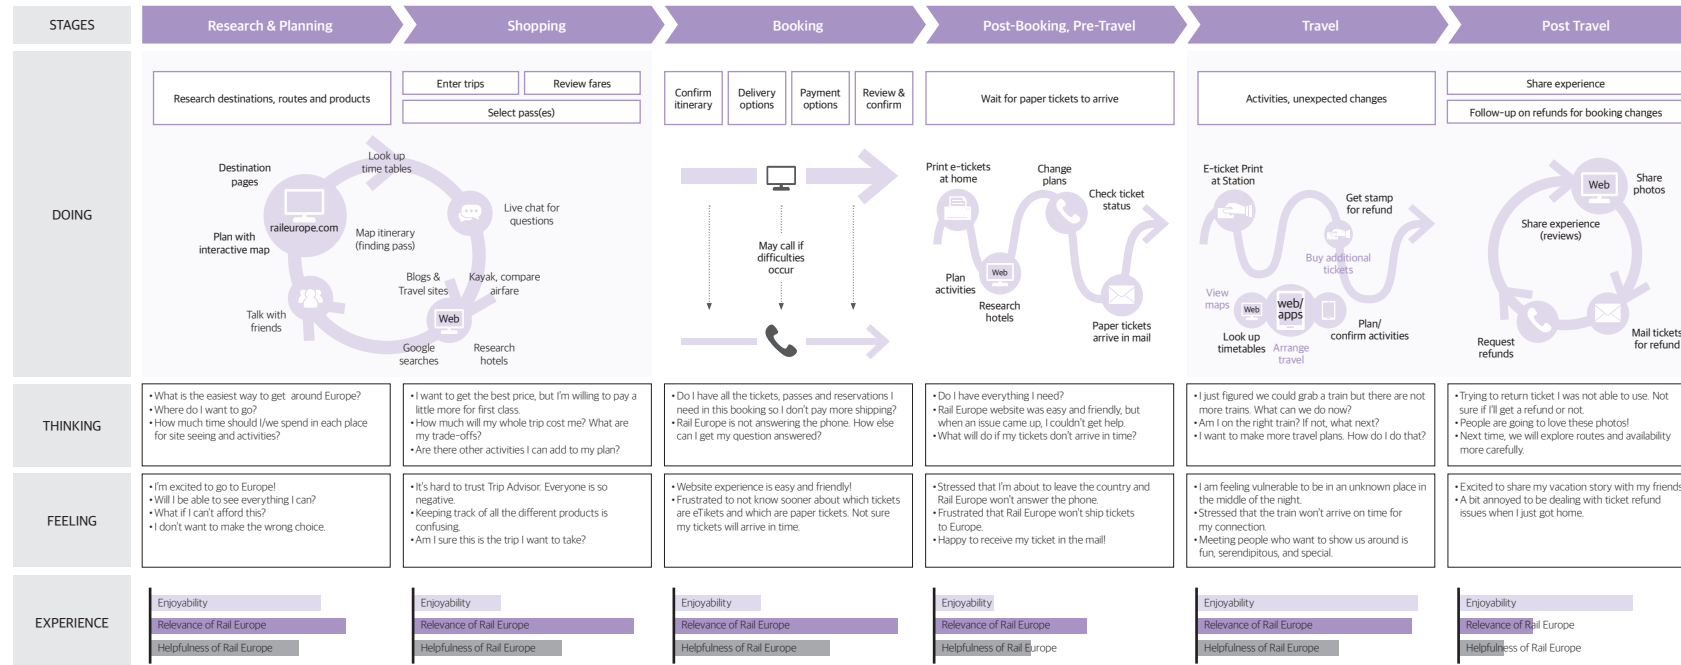 STAGES
Research & Planning
Shopping
Booking
Post-Booking, Pre-Travel
Travel
Post Travel
DOING
Research destinations, routes and products
Enter trips
Review fares
Select pass(es)
Confirm
itinerary
Delivery
options
Payment
options
Review &
confirm
Wait for paper tickets to arrive
Activities, unexpected changes
Share experience
Follow-up on refunds for booking changes
Destination
pages
Look up
time tables
raileurope.com
Plan with
interactive map
Map itinerary
(finding pass)
Live chat for
questions
Blogs &
Travel sites
Kayak, compare
airfare
Talk with
friends
Web
Google
searches
Research
hotels
May call if
difficulties
occur
Print e-tickets
at home
Change
plans
Check ticket
status
Plan
activities
Web
Research
hotels
Paper tickets
arrive in mail
E-ticket Print
at Station
Get stamp
for refund
Buy additional
tickets
View
maps
Web
web/
apps
Look up
timetables
Arrange
travel
Plan/
confirm activities
Web
Share
photos
Share experience
(reviews)
Request
refunds
Mail tickets
for refund
THINKING
• What is the easiest way to get around Europe?
• Where do I want to go?
• How much time should I/we spend in each place
for site seeing and activities?
• I want to get the best price, but I'm willing to pay a
little more for first class.
• How much will my whole trip cost me? What are
my trade-offs?
• Are there other activities I can add to my plan?
• Do I have all the tickets, passes and reservations I
need in this booking so I don't pay more shipping?
• Rail Europe is not answering the phone. How else
can I get my question answered?
• Do I have everything I need?
• Rail Europe website was easy and friendly, but
when an issue came up, I couldn't get help.
• What will do if my tickets don't arrive in time?
• I just figured we could grab a train but there are not
more trains. What can we do now?
• Am I on the right train? If not, what next?
• I want to make more travel plans. How do I do that?
• Trying to return ticket I was not able to use. Not
sure if I'll get a refund or not.
• People are going to love these photos!
• Next time, we will explore routes and availability
more carefully.
FEELING
• I'm excited to go to Europe!
• Will I be able to see everything I can?
• What if I can't afford this?
• I don't want to make the wrong choice.
• It's hard to trust Trip Advisor. Everyone is so
negative.
• Keeping track of all the different products is
confusing.
• Am I sure this is the trip I want to take?
• Website experience is easy and friendly!
• Frustrated to not know sooner about which tickets
are eTikets and which are paper tickets. Not sure
my tickets will arrive in time.
• Stressed that I'm about to leave the country and
Rail Europe won't answer the phone.
• Frustrated that Rail Europe won't ship tickets
to Europe.
• Happy to receive my ticket in the mail!
• I am feeling vulnerable to be in an unknown place in
the middle of the night.
• Stressed that the train won't arrive on time for
my connection.
• Meeting people who want to show us around is
fun, serendipitous, and special.
• Excited to share my vacation story with my friends
• A bit annoyed to be dealing with ticket refund
issues when I just got home.
EXPERIENCE
Enjoyability
Relevance of Rail Europe
Helpfulness of Rail Europe
Enjoyability
Relevance of Rail Europe
Helpfulness of Rail Europe
Enjoyability
Relevance of Rail Europe
Helpfulness of Rail Europe
Enjoyability
Relevance of Rail Europe
Helpfulness of Rail Europe
Enjoyability
Relevance of Rail Europe
Helpfulness of Rail Europe
Enjoyability
Relevance of Rail Europe
Helpfulness of Rail Europe